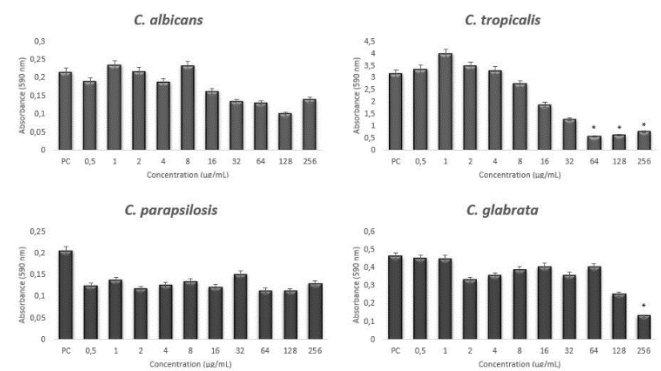 C. albicans
0,3
0,25
0,2
0,15
0,1
0,05
0
Absorbance (590 nm)
PC 0,5 1 2 4 8 16 32 64 128 256
Concentration (µg/mL)
C. tropicalis
4,5
4
3,5
3
2,5
2
1,5
1
0,5
0
Absorbance (590 nm)
* * *
PC 0,5 1 2 4 8 16 32 64 128 256
Concentration (µg/mL)
C. parapsilosis
0,25
0,2
0,15
0,1
0,05
0
Absorbance (590 nm)
PC 0,5 1 2 4 8 16 32 64 128 256
Concentration (µg/mL)
C. glabrata
0,6
0,5
0,4
0,3
0,2
0,1
0
Absorbance (590 nm)
*
PC 0,5 1 2 4 8 16 32 64 128 256
Concentration (µg/mL)